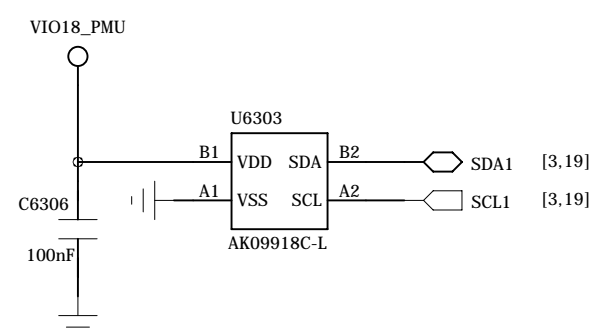 VIO18_PMU
U6303
B1 VDD SDA B2 SDA1 [3,19]
A1 VSS SCL A2 SCL1 [3,19]
C6306
AK09918C-L
100nF